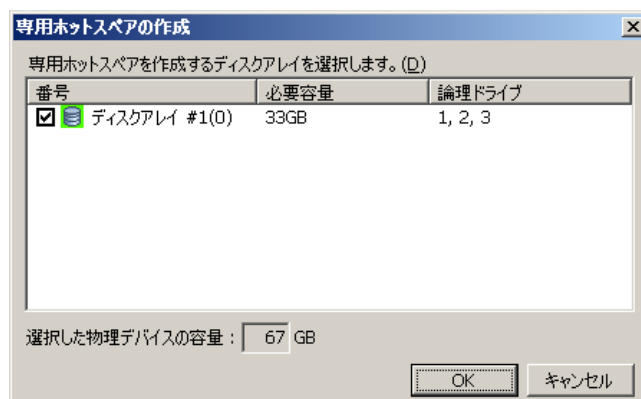 専用ホットスペアの作成
専用ホットスペアを作成するディスクアレイを選択します。(D)
番号 必要容量 論理ドライブ
ディスクアレイ #1(0) 33GB 1, 2, 3
選択した物理デバイスの容量： 67 GB
OK キャンセル